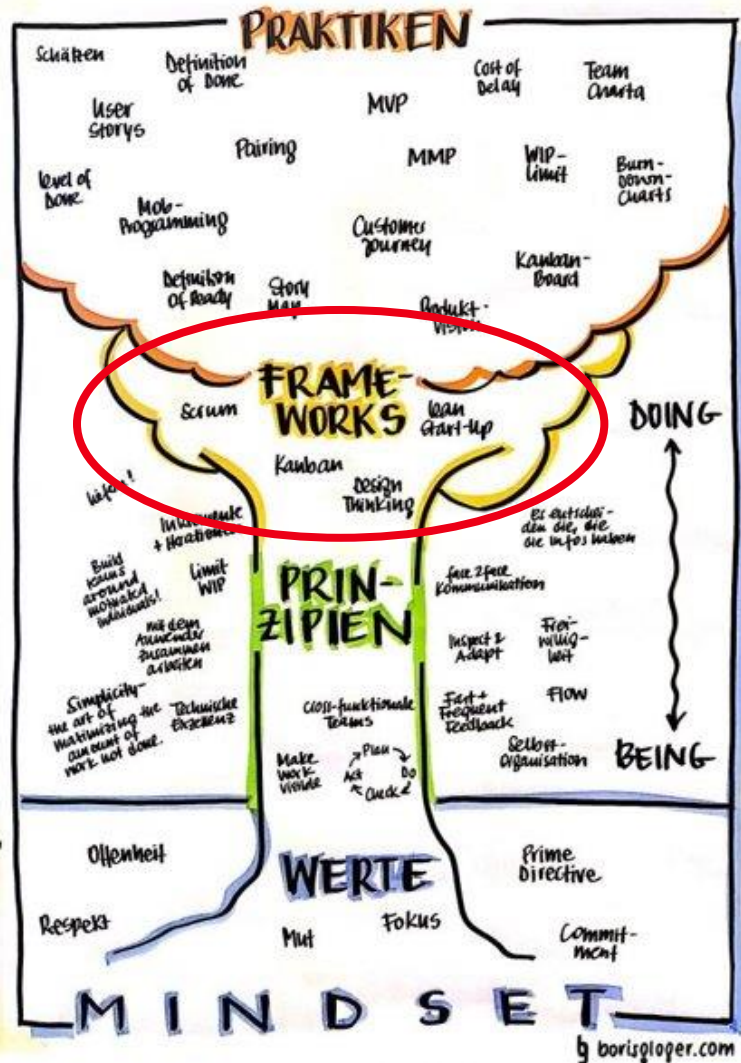 PRAKTIKEN
Schätzen
Definition
of Done
Cost of
Delay
Team
Charta
User
Storys
MVP
Pairing
MMP
WIP-
Limit
Burn-
Down-
Charts
Level of
Done
Mob-
Programming
Customer
Journey
Kanban-
Board
Definition
of Ready
Story
Map
Produkt-
vision
FRAME-
WORKS
Scrum
Lean
Start-Up
Kanban
Design
Thinking
DOING
liefern!
Inkremente
+ Iterationen
Es entschei-
den die, die
die Infos haben
Build
teams
around
motivated
individuals!
Limit
WIP
PRIN-
ZIPIEN
face2face
Kommunikation
mit dem
Anwender
zusammen
arbeiten
Inspect &
Adapt
Frei-
willig-
keit
Simplicity-
the art of
maximizing the
amount of
work not done.
Technische
Exzellenz
Cross-funktionale
Teams
Fast +
Frequent
Feedback
Flow
Make
Work
visible
Plan
Do
Check
Act
Selbst-
Organisation
BEING
Offenheit
WERTE
Prime
Directive
Respekt
Mut
Fokus
Commit-
ment
MINDSET
borisgloger.com